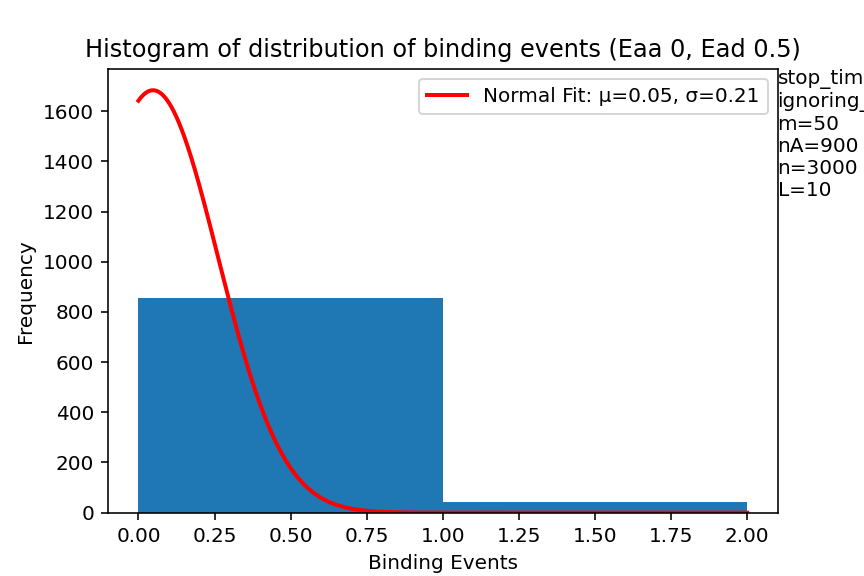 Histogram of distribution of binding events (Eaa 0, Ead 0.5)
Normal Fit: μ=0.05, σ=0.21
stop_tim
ignoring_
m=50
nA=900
n=3000
L=10
Frequency
1600
1400
1200
1000
800
600
400
200
0
0.00 0.25 0.50 0.75 1.00 1.25 1.50 1.75 2.00
Binding Events